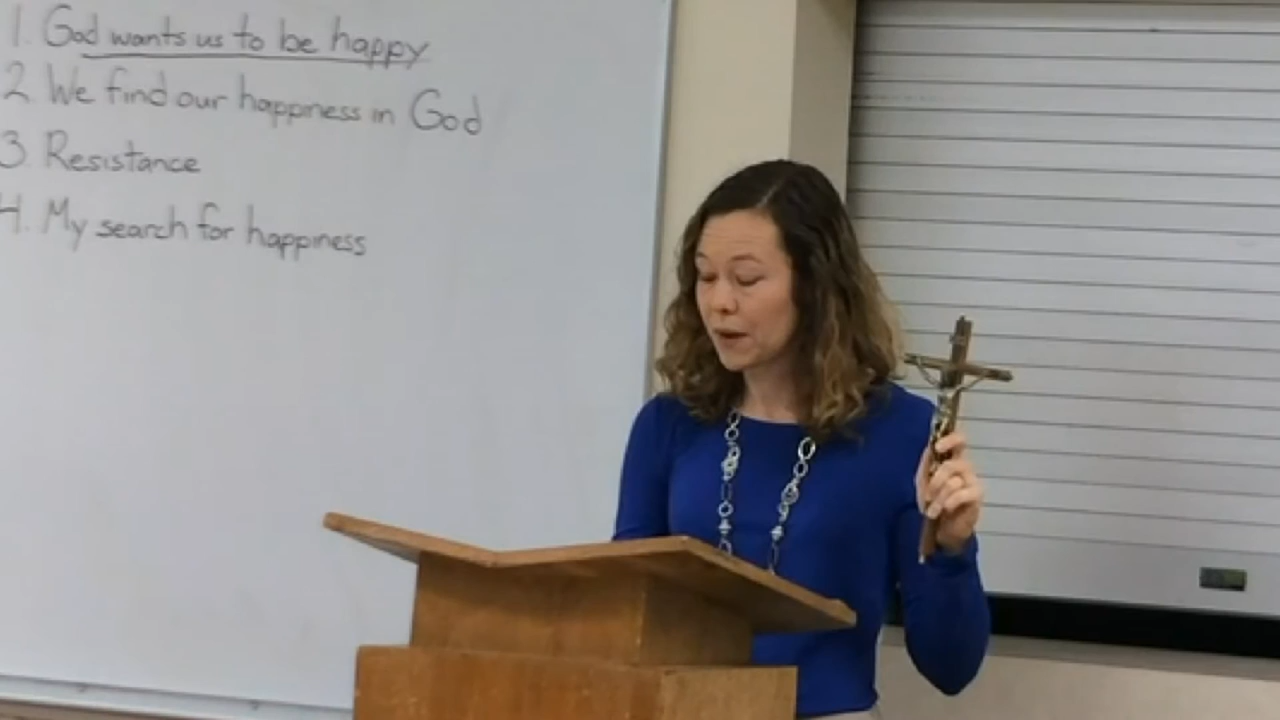 1. God wants us to be happy
2. We find our happiness in God
3. Resistance
4. My search for happiness